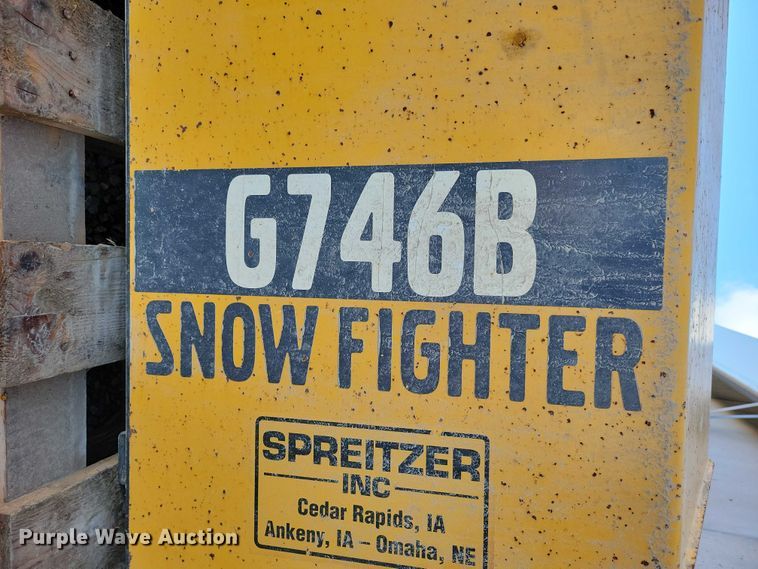 G746B
SNOW FIGHTER
SPREITZER
INC
Cedar Rapids, IA
Ankeny, IA - Omaha, NE
Purple Wave Auction